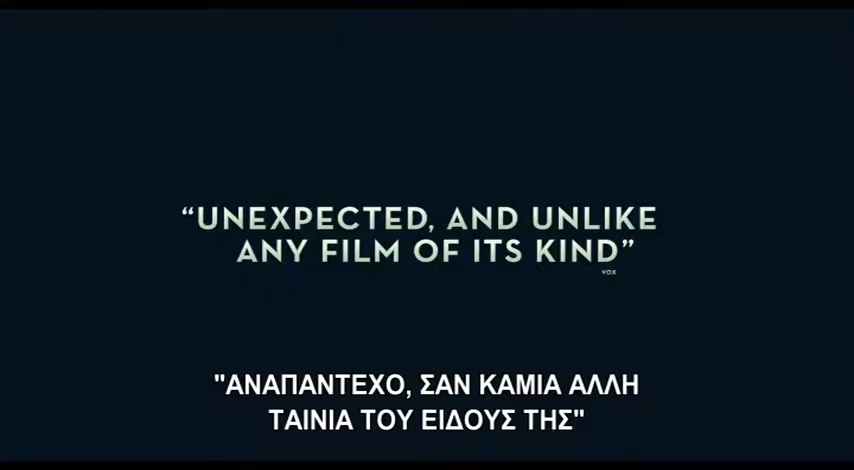 “UNEXPECTED, AND UNLIKE
ANY FILM OF ITS KIND”
VOX
"ΑΝΑΠΑΝΤΕΧΟ, ΣΑΝ ΚΑΜΙΑ ΑΛΛΗ
ΤΑΙΝΙΑ ΤΟΥ ΕΙΔΟΥΣ ΤΗΣ"